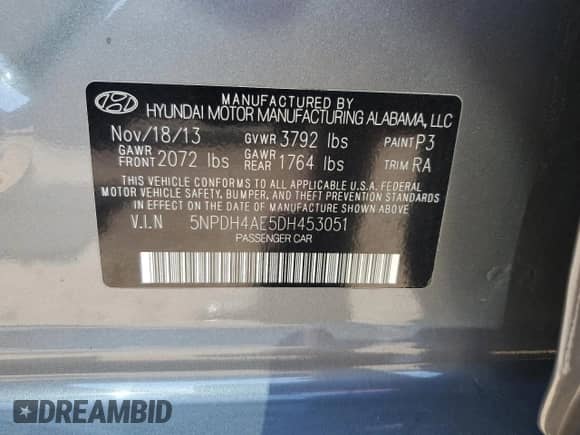 MANUFACTURED BY
HYUNDAI MOTOR MANUFACTURING ALABAMA, LLC
Nov/18/13 GVWR 3792 lbs PAINT P3
GAWR FRONT 2072 lbs GAWR REAR 1764 lbs TRIM RA
THIS VEHICLE CONFORMS TO ALL APPLICABLE U.S.A. FEDERAL
MOTOR VEHICLE SAFETY, BUMPER, AND THEFT PREVENTION STANDARDS
IN EFFECT ON THE DATE OF MANUFACTURE SHOWN ABOVE.
V.I.N 5NPDH4AE5DH453051
PASSENGER CAR
DREAMBID